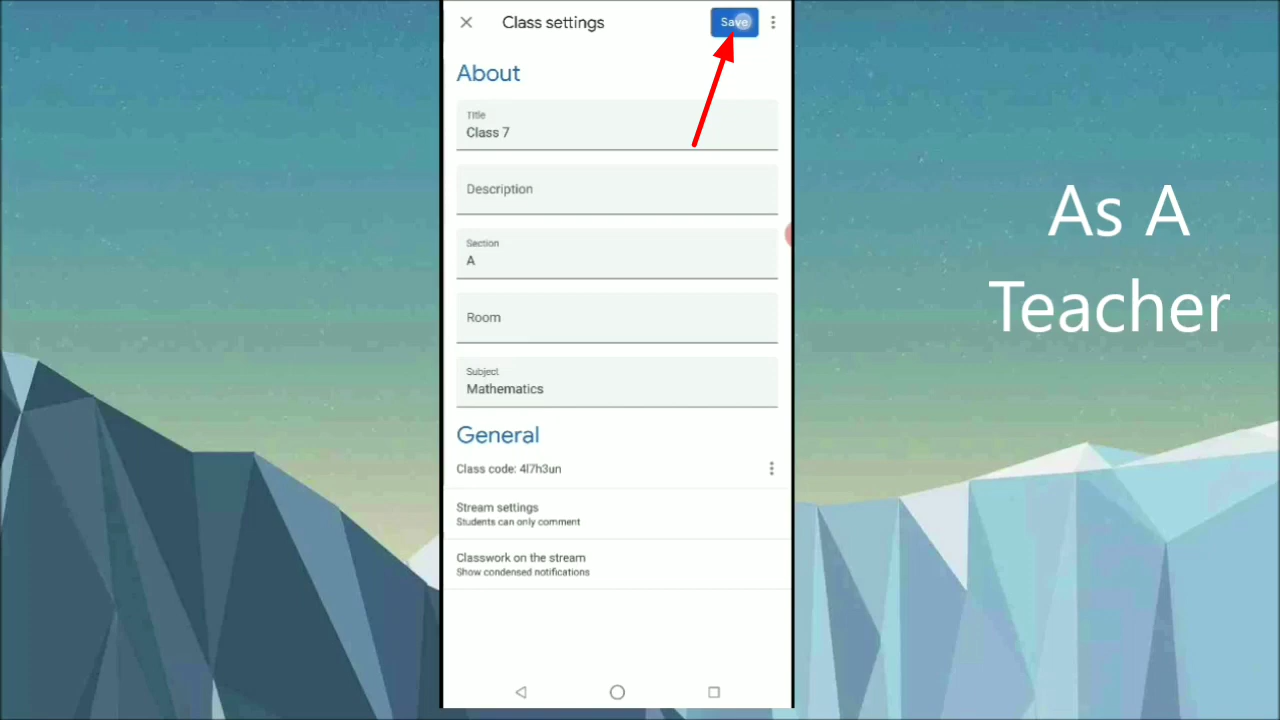 Class settings
Save
About
Title
Class 7
Description
Section
A
Room
Subject
Mathematics
General
Class code: 4l7h3un
Stream settings
Students can only comment
Classwork on the stream
Show condensed notifications
As A
Teacher